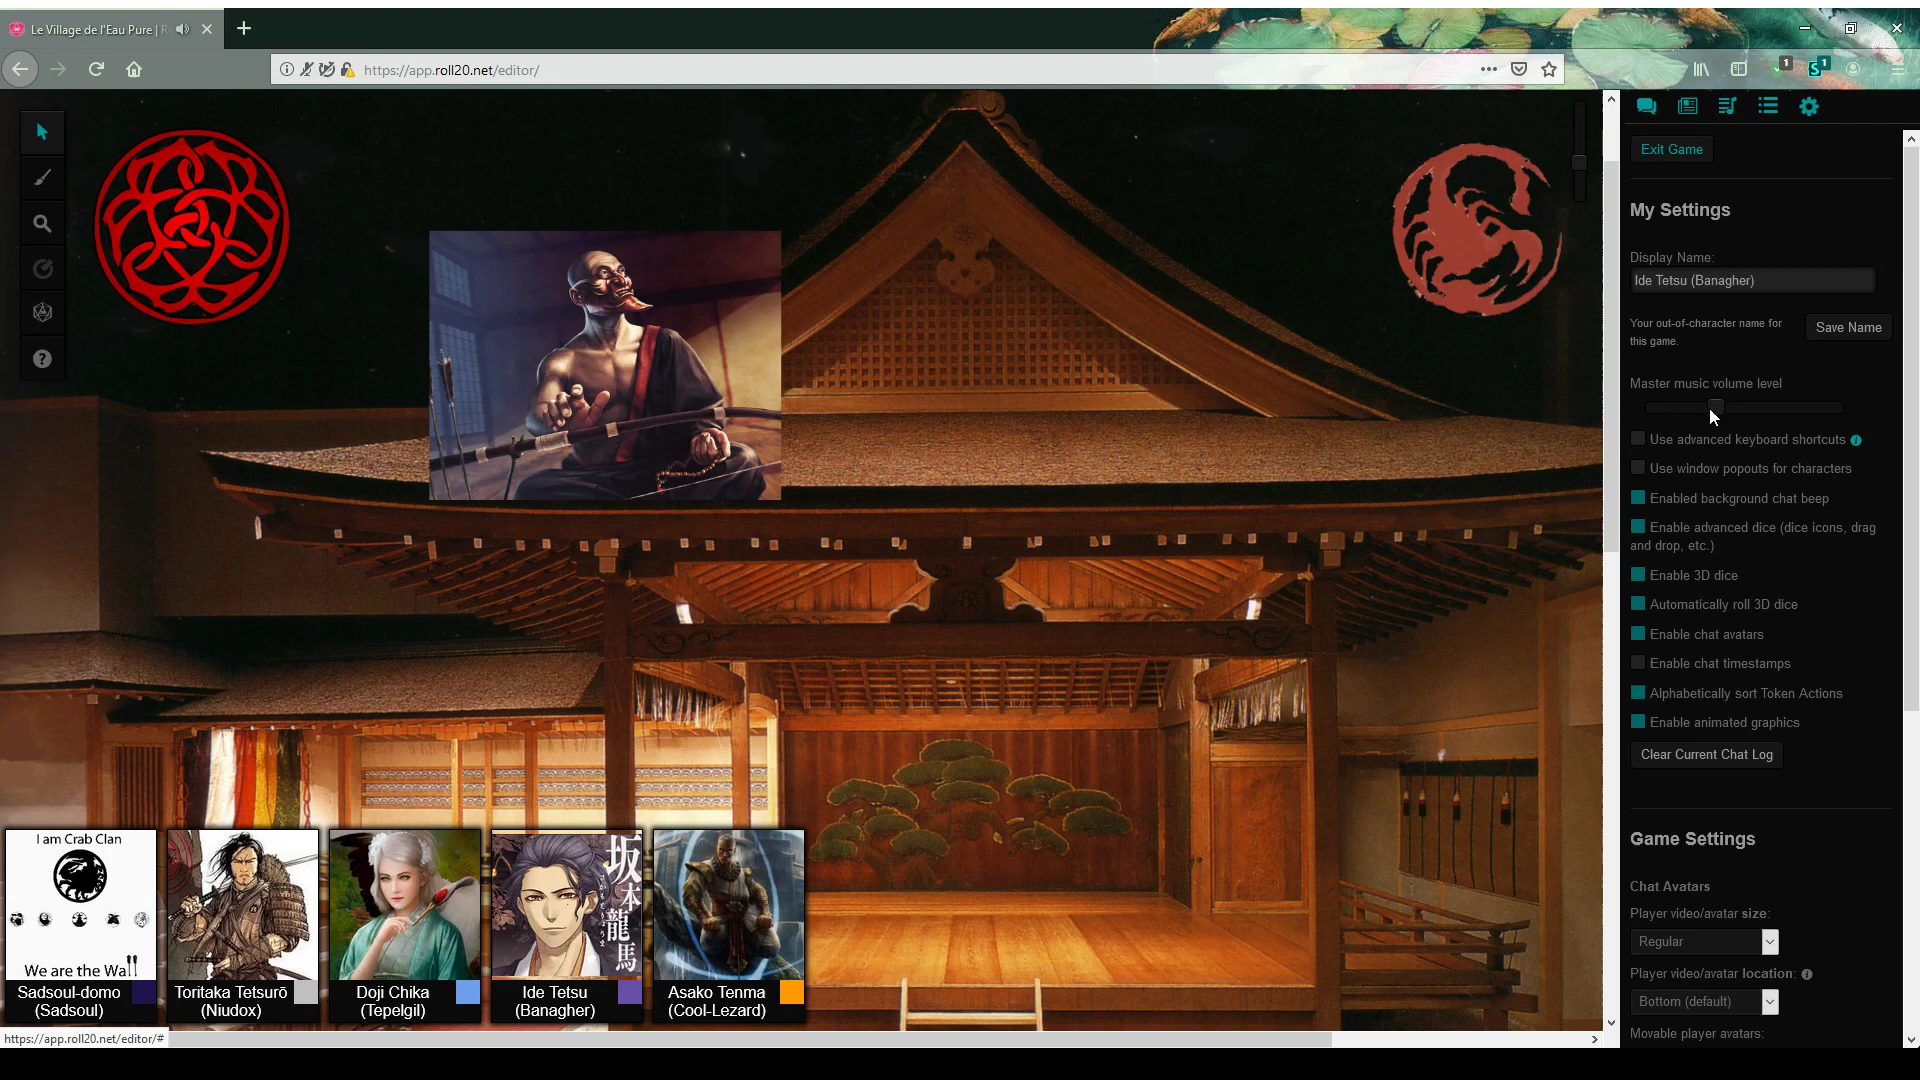 Le Village de l'Eau Pure | R
https://app.roll20.net/editor/
1
1
Exit Game
My Settings
Display Name:
Ide Tetsu (Banagher)
Your out-of-character name for
this game.
Save Name
Master music volume level
Use advanced keyboard shortcuts
Use window popouts for characters
Enabled background chat beep
Enable advanced dice (dice icons, drag
and drop, etc.)
Enable 3D dice
Automatically roll 3D dice
Enable chat avatars
Enable chat timestamps
Alphabetically sort Token Actions
Enable animated graphics
Clear Current Chat Log
Game Settings
Chat Avatars
Player video/avatar size:
Regular
Player video/avatar location:
Bottom (default)
Movable player avatars:
I am Crab Clan
We are the Wall
Sadsoul-domo
(Sadsoul)
Toritaka Tetsurō
(Niudox)
Doji Chika
(Tepelgil)
坂本龍馬
Ide Tetsu
(Banagher)
Asako Tenma
(Cool-Lezard)
https://app.roll20.net/editor/#